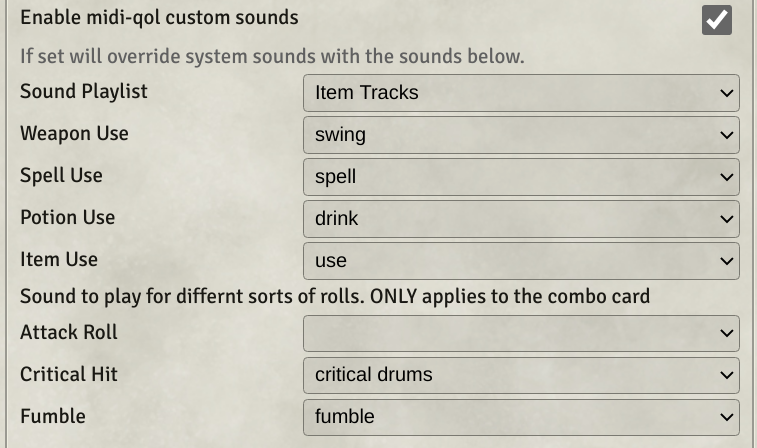 Enable midi-qol custom sounds
If set will override system sounds with the sounds below.
Sound Playlist Item Tracks
Weapon Use swing
Spell Use spell
Potion Use drink
Item Use use
Sound to play for differnt sorts of rolls. ONLY applies to the combo card
Attack Roll
Critical Hit critical drums
Fumble fumble